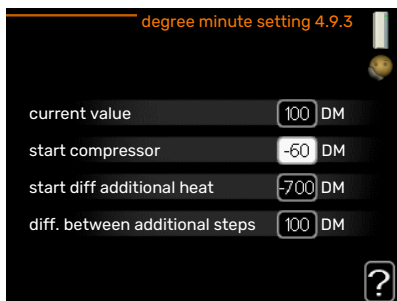 degree minute setting 4.9.3
current value 100 DM
start compressor -60 DM
start diff additional heat -700 DM
diff. between additional steps 100 DM
?